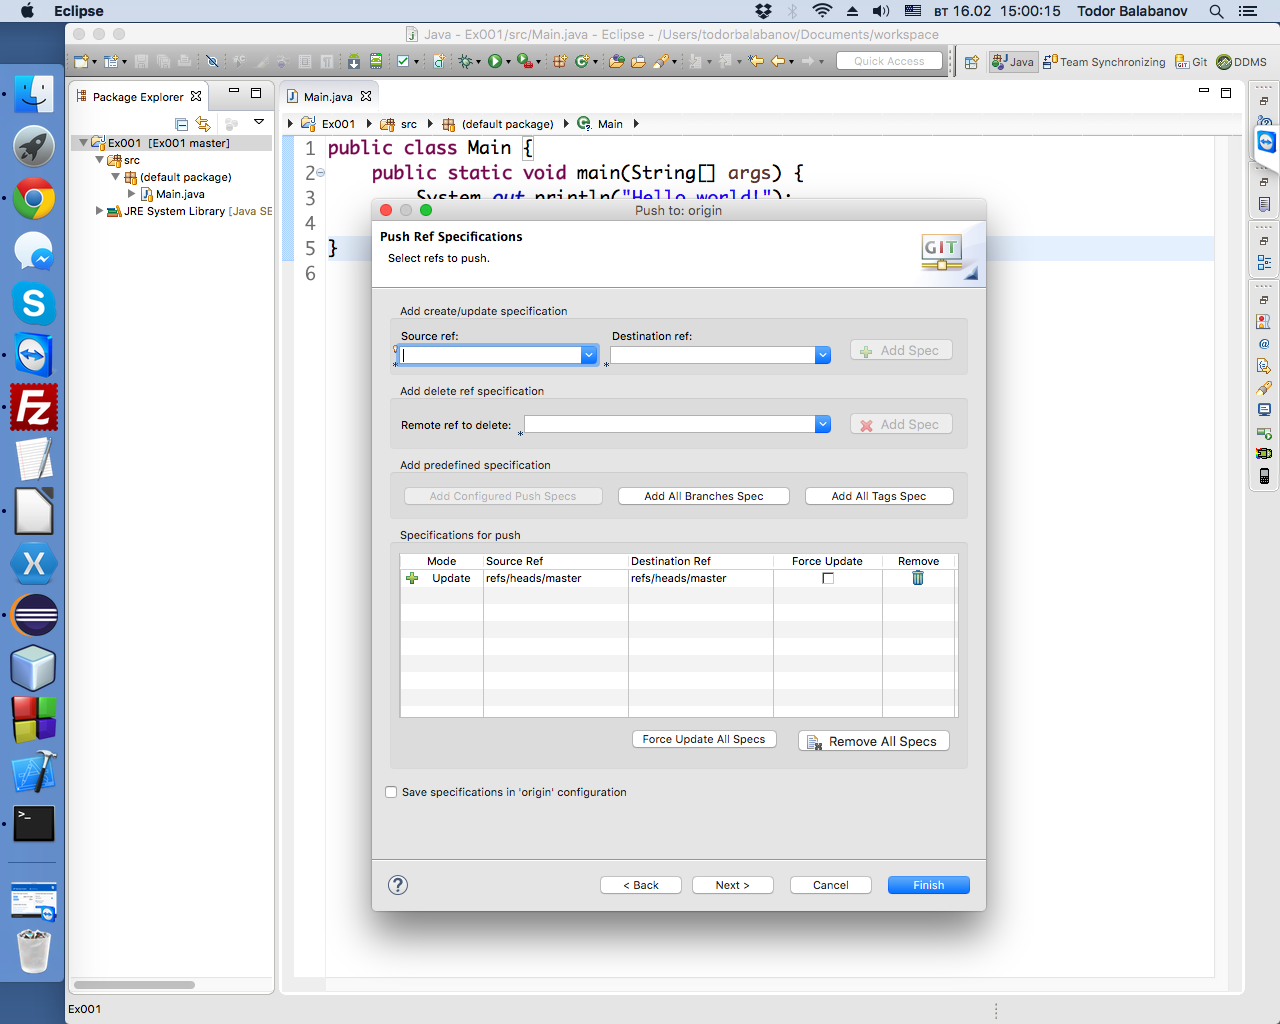 Eclipse
вт 16.02 15:00:15 Todor Balabanov
Java - Ex001/src/Main.java - Eclipse - /Users/todorbalabanov/Documents/workspace
Quick Access
Java
Team Synchronizing
Git
DDMS
Package Explorer
Main.java
Ex001
src
(default package)
Main
Ex001 [Ex001 master]
src
(default package)
Main.java
JRE System Library [Java SE
1 public class Main {
2 public static void main(String[] args) {
3 System.out.println("Hello world!");
4
5 }
6
Push to: origin
Push Ref Specifications
Select refs to push.
GIT
Add create/update specification
Source ref:
Destination ref:
Add Spec
Add delete ref specification
Remote ref to delete:
Add Spec
Add predefined specification
Add Configured Push Specs
Add All Branches Spec
Add All Tags Spec
Specifications for push
Mode Source Ref Destination Ref Force Update Remove
Update refs/heads/master refs/heads/master
Force Update All Specs
Remove All Specs
Save specifications in 'origin' configuration
< Back
Next >
Cancel
Finish
Ex001